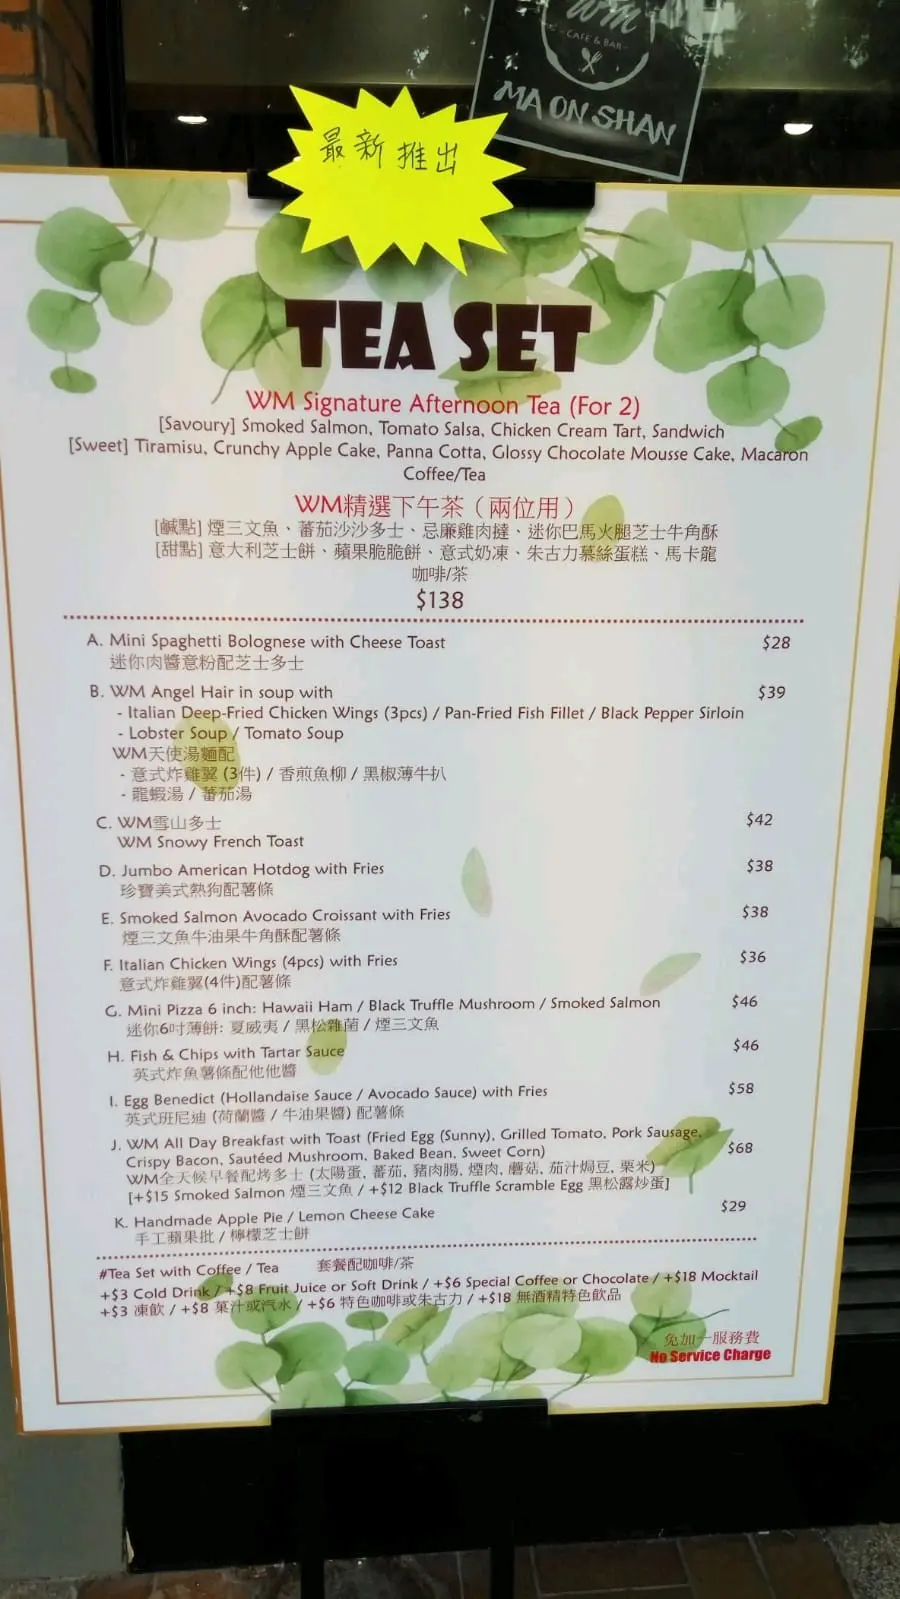 WM
- CAFE & BAR -
MA ON SHAN
最新推出
TEA SET
WM Signature Afternoon Tea (For 2)
[Savoury] Smoked Salmon, Tomato Salsa, Chicken Cream Tart, Sandwich
[Sweet] Tiramisu, Crunchy Apple Cake, Panna Cotta, Glossy Chocolate Mousse Cake, Macaron
Coffee/Tea
WM精選下午茶（兩位用）
[鹹點] 煙三文魚、蕃茄沙沙多士、忌廉雞肉撻、迷你巴馬火腿芝士牛角酥
[甜點] 意大利芝士餅、蘋果脆脆餅、意式奶凍、朱古力慕絲蛋糕、馬卡龍
咖啡/茶
$138
A. Mini Spaghetti Bolognese with Cheese Toast $28
迷你肉醬意粉配芝士多士
B. WM Angel Hair in soup with $39
- Italian Deep-Fried Chicken Wings (3pcs) / Pan-Fried Fish Fillet / Black Pepper Sirloin
- Lobster Soup / Tomato Soup
WM天使湯麵配
- 意式炸雞翼 (3件) / 香煎魚柳 / 黑椒薄牛扒
- 龍蝦湯 / 蕃茄湯
C. WM雪山多士 $42
WM Snowy French Toast
D. Jumbo American Hotdog with Fries $38
珍寶美式熱狗配薯條
E. Smoked Salmon Avocado Croissant with Fries $38
煙三文魚牛油果牛角酥配薯條
F. Italian Chicken Wings (4pcs) with Fries $36
意式炸雞翼(4件)配薯條
G. Mini Pizza 6 inch: Hawaii Ham / Black Truffle Mushroom / Smoked Salmon $46
迷你6吋薄餅: 夏威夷 / 黑松雜菌 / 煙三文魚
H. Fish & Chips with Tartar Sauce $46
英式炸魚薯條配他他醬
I. Egg Benedict (Hollandaise Sauce / Avocado Sauce) with Fries $58
英式班尼迪 (荷蘭醬 / 牛油果醬) 配薯條
J. WM All Day Breakfast with Toast (Fried Egg (Sunny), Grilled Tomato, Pork Sausage, $68
Crispy Bacon, Sautéed Mushroom, Baked Bean, Sweet Corn)
WM全天候早餐配烤多士 (太陽蛋, 蕃茄, 豬肉腸, 煙肉, 蘑菇, 茄汁焗豆, 粟米)
[+$15 Smoked Salmon 煙三文魚 / +$12 Black Truffle Scramble Egg 黑松露炒蛋]
K. Handmade Apple Pie / Lemon Cheese Cake $29
手工蘋果批 / 檸檬芝士餅
#Tea Set with Coffee / Tea 套餐配咖啡/茶
+$3 Cold Drink / +$8 Fruit Juice or Soft Drink / +$6 Special Coffee or Chocolate / +$18 Mocktail
+$3 凍飲 / +$8 菓汁或汽水 / +$6 特色咖啡或朱古力 / +$18 無酒精特色飲品
免加一服務費
No Service Charge